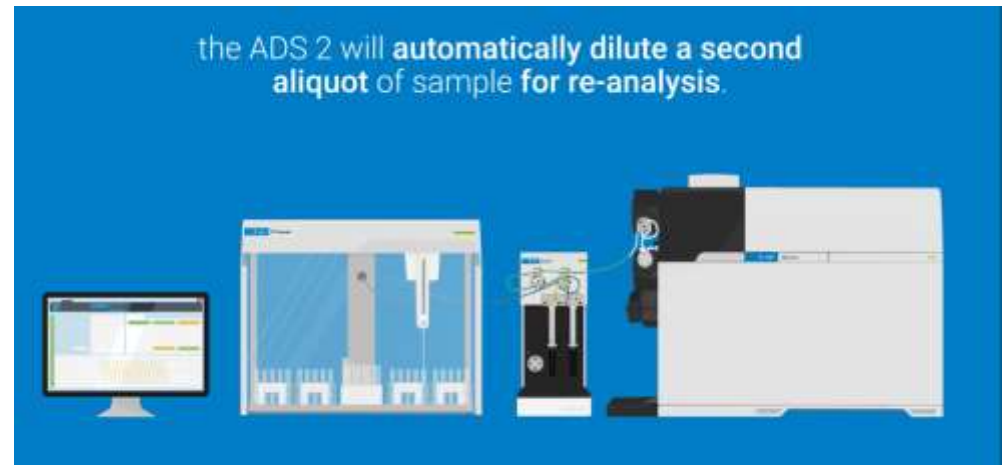 the ADS 2 will automatically dilute a second
aliquot of sample for re-analysis.